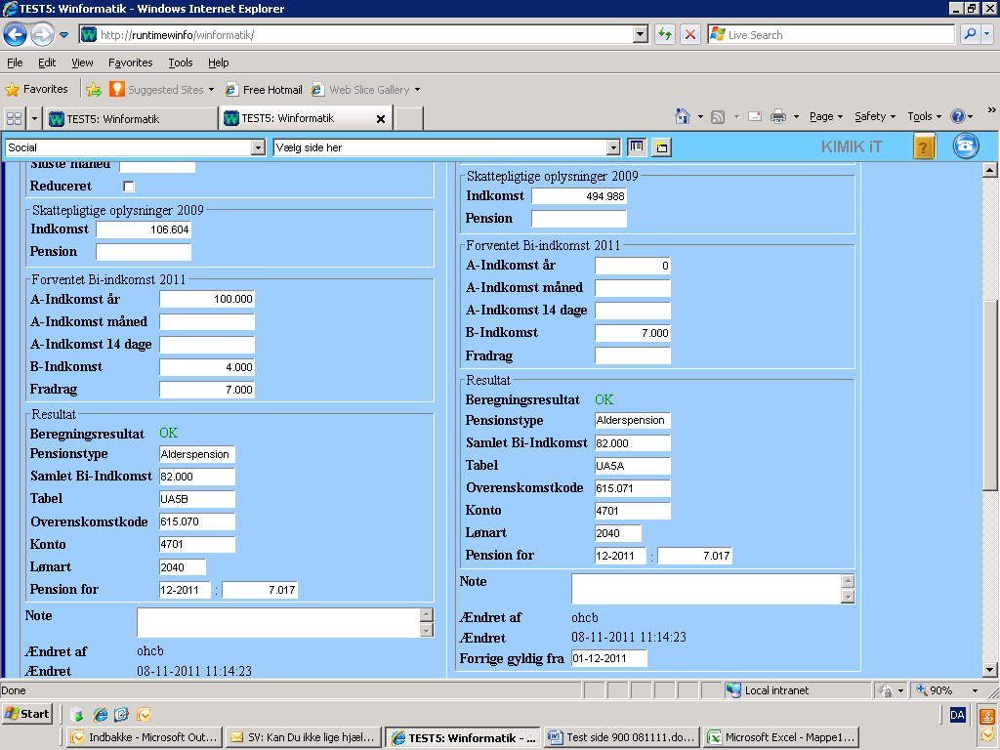 TEST5: Winformatik - Windows Internet Explorer
http://runtimewinfo/winformatik/
Live Search
File Edit View Favorites Tools Help
Favorites Suggested Sites Free Hotmail Web Slice Gallery
TEST5: Winformatik TEST5: Winformatik Page Safety Tools
Social Vælg side her KIMIK iT
Sidste måned
Reduceret
Skattepligtige oplysninger 2009
Indkomst 106.604
Pension
Forventet Bi-indkomst 2011
A-Indkomst år 100.000
A-Indkomst måned
A-Indkomst 14 dage
B-Indkomst 4.000
Fradrag 7.000
Resultat
Beregningsresultat OK
Pensionstype Alderspension
Samlet Bi-Indkomst 82.000
Tabel UA5B
Overenskomstkode 615.070
Konto 4701
Lønart 2040
Pension for 12-2011 : 7.017
Note
Ændret af ohcb
Ændret 08-11-2011 11:14:23
Skattepligtige oplysninger 2009
Indkomst 494.988
Pension
Forventet Bi-indkomst 2011
A-Indkomst år 0
A-Indkomst måned
A-Indkomst 14 dage
B-Indkomst 7.000
Fradrag
Resultat
Beregningsresultat OK
Pensionstype Alderspension
Samlet Bi-Indkomst 82.000
Tabel UA5A
Overenskomstkode 615.071
Konto 4701
Lønart 2040
Pension for 12-2011 : 7.017
Note
Ændret af ohcb
Ændret 08-11-2011 11:14:23
Forrige gyldig fra 01-12-2011
Done Local intranet 90%
Start DA
Indbakke - Microsoft Out... SV: Kan Du ikke lige hjæl... TEST5: Winformatik - ... Test side 900 081111.do... Microsoft Excel - Mappe1...